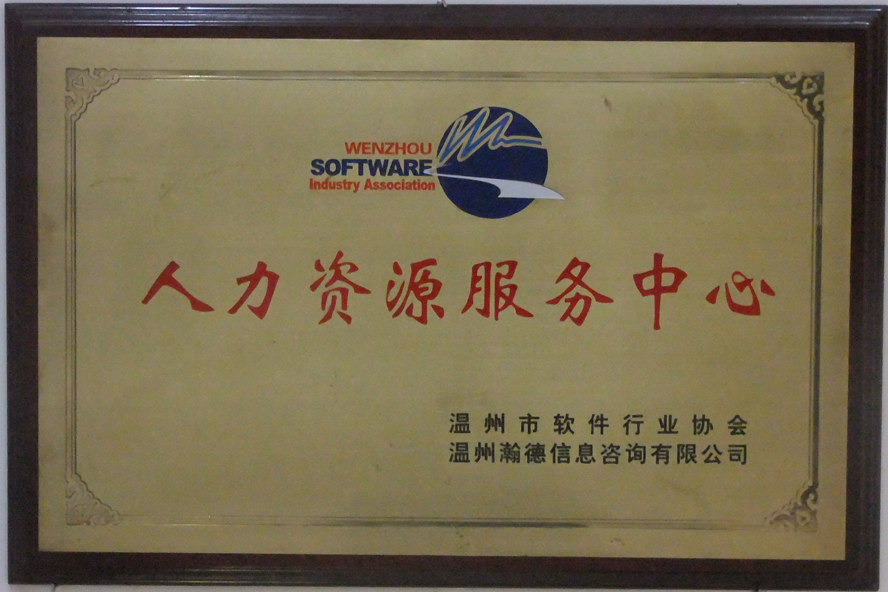 WENZHOU
SOFTWARE
Industry Association
人力资源服务中心
温州市软件行业协会
温州瀚德信息咨询有限公司